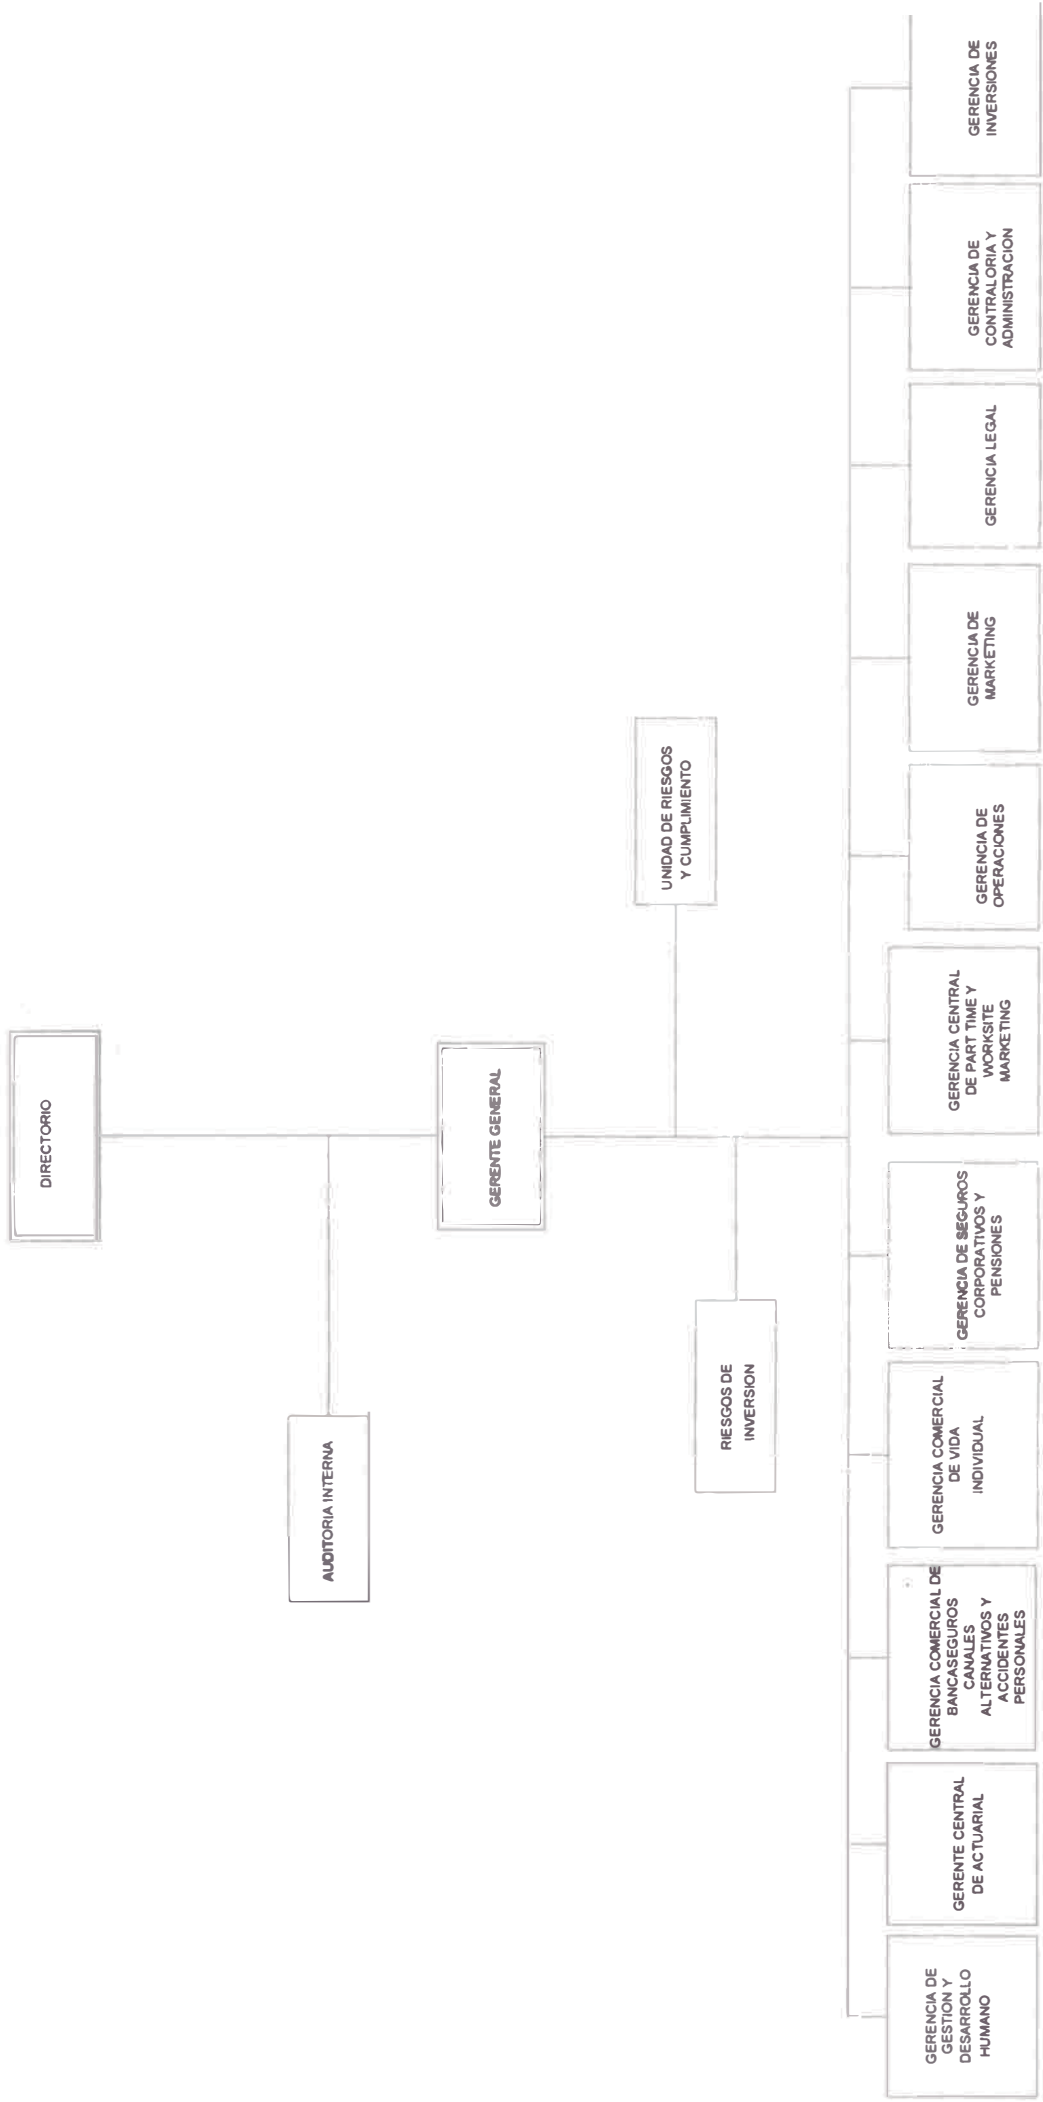 DIRECTORIO
AUDITORIA INTERNA
GERENTE GENERAL
UNIDAD DE RIESGOS
Y CUMPLIMIENTO
RIESGOS DE
INVERSION
GERENCIA DE
GESTION Y
DESARROLLO
HUMANO
GERENTE CENTRAL
DE ACTUARIAL
GERENCIA COMERCIAL DE
BANCASEGUROS
CANALES
ALTERNATIVOS Y
ACCIDENTES
PERSONALES
GERENCIA COMERCIAL
DE VIDA
INDIVIDUAL
GERENCIA DE SEGUROS
CORPORATIVOS Y
PENSIONES
GERENCIA CENTRAL
DE PART TIME Y
WORKSITE
MARKETING
GERENCIA DE
OPERACIONES
GERENCIA DE
MARKETING
GERENCIA LEGAL
GERENCIA DE
CONTRALORIA Y
ADMINISTRACION
GERENCIA DE
INVERSIONES